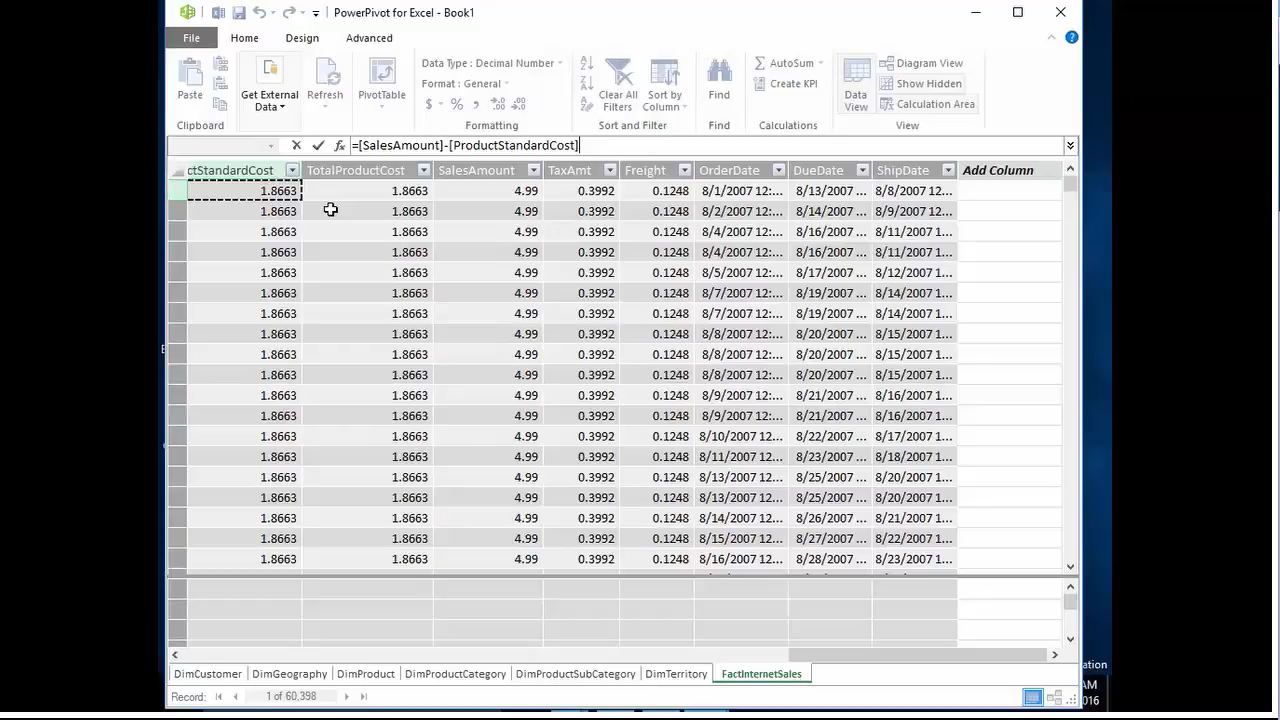 PowerPivot for Excel - Book1
File Home Design Advanced
Paste
Clipboard
Get External Data
Refresh
PivotTable
Data Type : Decimal Number
Format : General
$ % ,
Formatting
Clear All Filters
Sort by Column
Sort and Filter
Find
Find
AutoSum
Create KPI
Calculations
Data View
Diagram View
Show Hidden
Calculation Area
View
fx =[SalesAmount]-[ProductStandardCost]
ctStandardCost TotalProductCost SalesAmount TaxAmt Freight OrderDate DueDate ShipDate Add Column
1.8663 1.8663 4.99 0.3992 0.1248 8/1/2007 12:... 8/13/2007 ... 8/8/2007 12...
1.8663 1.8663 4.99 0.3992 0.1248 8/2/2007 12:... 8/14/2007 ... 8/9/2007 12...
1.8663 1.8663 4.99 0.3992 0.1248 8/4/2007 12:... 8/16/2007 ... 8/11/2007 1...
1.8663 1.8663 4.99 0.3992 0.1248 8/4/2007 12:... 8/16/2007 ... 8/11/2007 1...
1.8663 1.8663 4.99 0.3992 0.1248 8/5/2007 12:... 8/17/2007 ... 8/12/2007 1...
1.8663 1.8663 4.99 0.3992 0.1248 8/7/2007 12:... 8/19/2007 ... 8/14/2007 1...
1.8663 1.8663 4.99 0.3992 0.1248 8/7/2007 12:... 8/19/2007 ... 8/14/2007 1...
1.8663 1.8663 4.99 0.3992 0.1248 8/8/2007 12:... 8/20/2007 ... 8/15/2007 1...
1.8663 1.8663 4.99 0.3992 0.1248 8/8/2007 12:... 8/20/2007 ... 8/15/2007 1...
1.8663 1.8663 4.99 0.3992 0.1248 8/8/2007 12:... 8/20/2007 ... 8/15/2007 1...
1.8663 1.8663 4.99 0.3992 0.1248 8/9/2007 12:... 8/21/2007 ... 8/16/2007 1...
1.8663 1.8663 4.99 0.3992 0.1248 8/9/2007 12:... 8/21/2007 ... 8/16/2007 1...
1.8663 1.8663 4.99 0.3992 0.1248 8/10/2007 12... 8/22/2007 ... 8/17/2007 1...
1.8663 1.8663 4.99 0.3992 0.1248 8/11/2007 12... 8/23/2007 ... 8/18/2007 1...
1.8663 1.8663 4.99 0.3992 0.1248 8/13/2007 12... 8/25/2007 ... 8/20/2007 1...
1.8663 1.8663 4.99 0.3992 0.1248 8/13/2007 12... 8/25/2007 ... 8/20/2007 1...
1.8663 1.8663 4.99 0.3992 0.1248 8/14/2007 12... 8/26/2007 ... 8/21/2007 1...
1.8663 1.8663 4.99 0.3992 0.1248 8/15/2007 12... 8/27/2007 ... 8/22/2007 1...
1.8663 1.8663 4.99 0.3992 0.1248 8/16/2007 12... 8/28/2007 ... 8/23/2007 1...
DimCustomer DimGeography DimProduct DimProductCategory DimProductSubCategory DimTerritory FactInternetSales
Record: 1 of 60,398
ation
AM
016